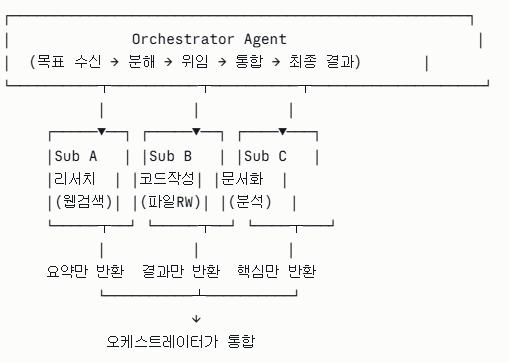 Orchestrator Agent
(목표 수신 → 분해 → 위임 → 통합 → 최종 결과)
Sub A Sub B Sub C
리서치 코드작성 문서화
(웹검색) (파일RW) (분석)
요약만 반환 결과만 반환 핵심만 반환
오케스트레이터가 통합